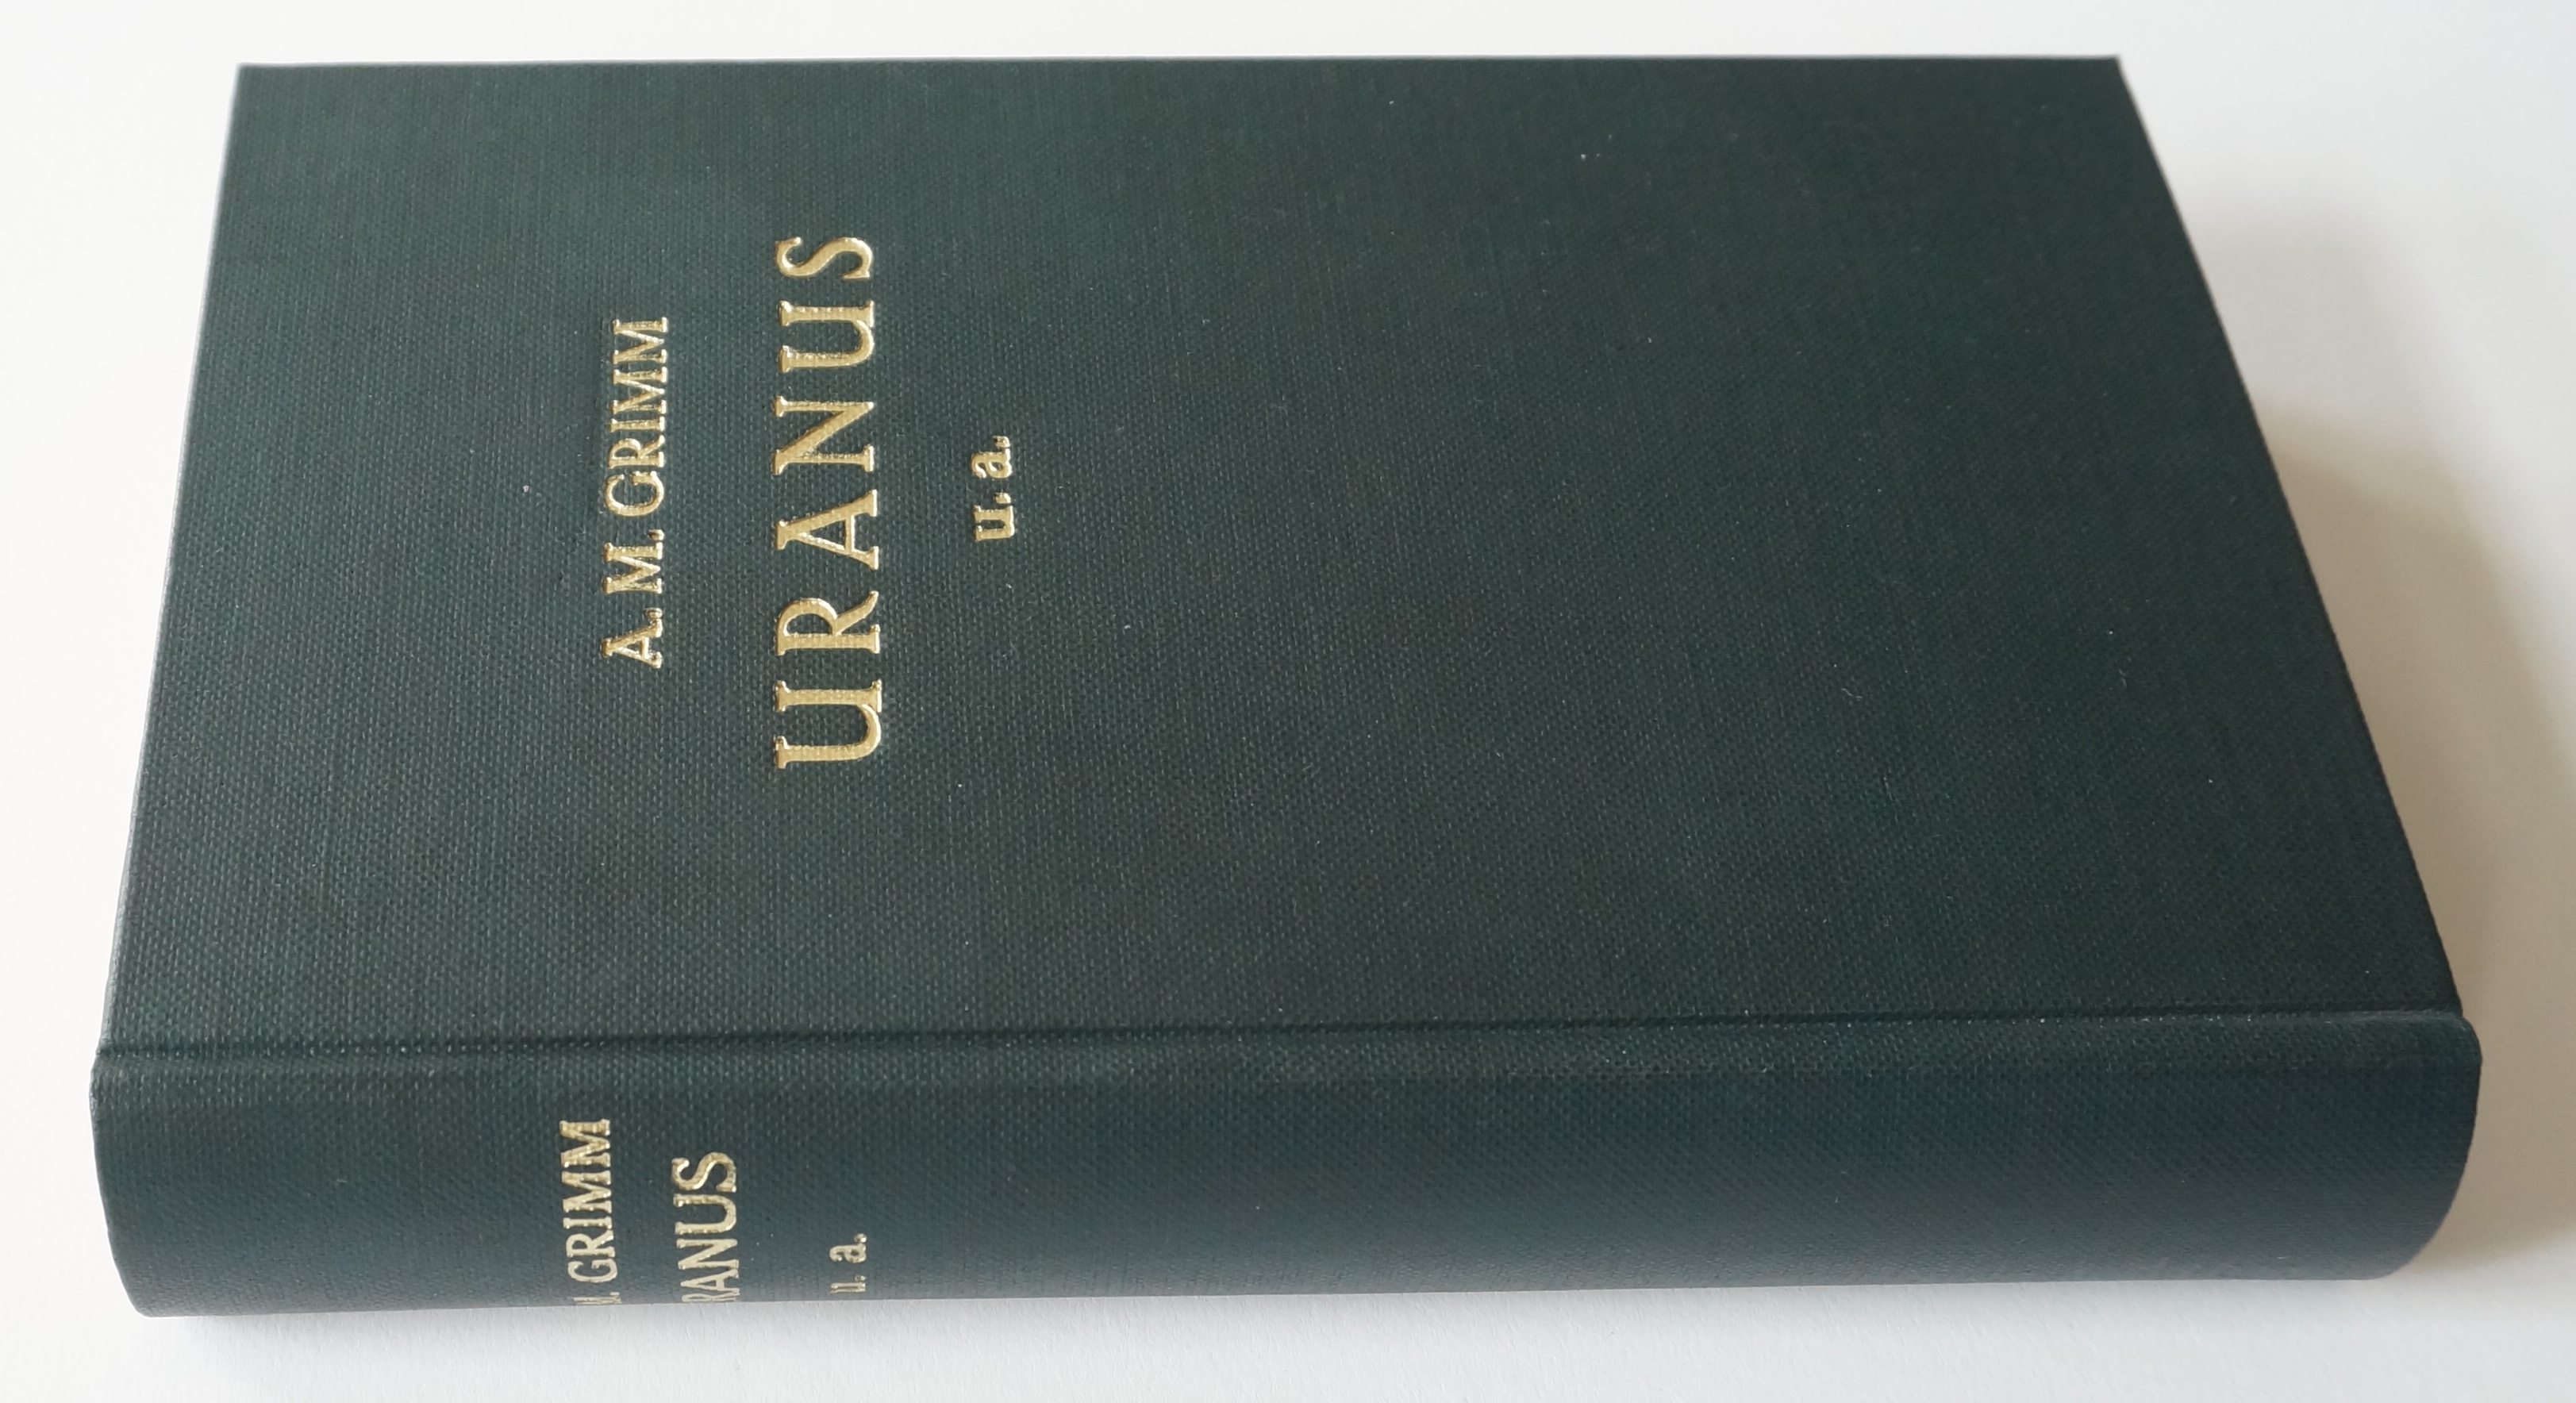 A. M. GRIMM
URANUS
u. a.
M. GRIMM
RANUS
u. a.